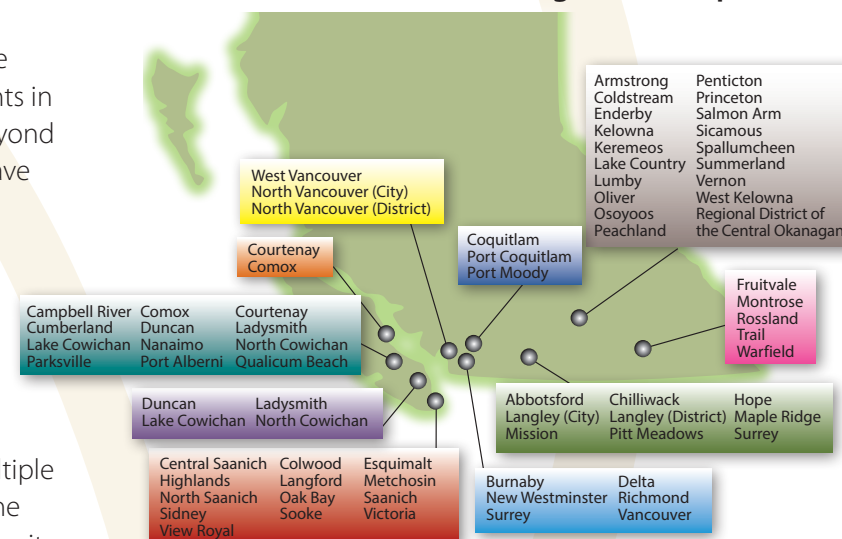 nts in
yond
ave
ltiple
Armstrong Penticton
Coldstream Princeton
Enderby Salmon Arm
Kelowna Sicamous
Keremeos Spallumcheen
Lake Country Summerland
Lumby Vernon
Oliver West Kelowna
Osoyoos Regional District of
Peachland the Central Okanagan
West Vancouver
North Vancouver (City)
North Vancouver (District)
Coquitlam
Port Coquitlam
Port Moody
Courtenay
Comox
Fruitvale
Montrose
Rossland
Trail
Warfield
Campbell River Comox Courtenay
Cumberland Duncan Ladysmith
Lake Cowichan Nanaimo North Cowichan
Parksville Port Alberni Qualicum Beach
Duncan Ladysmith
Lake Cowichan North Cowichan
Abbotsford Chilliwack Hope
Langley (City) Langley (District) Maple Ridge
Mission Pitt Meadows Surrey
Central Saanich Colwood Esquimalt
Highlands Langford Metchosin
North Saanich Oak Bay Saanich
Sidney Sooke Victoria
View Royal
Burnaby Delta
New Westminster Richmond
Surrey Vancouver